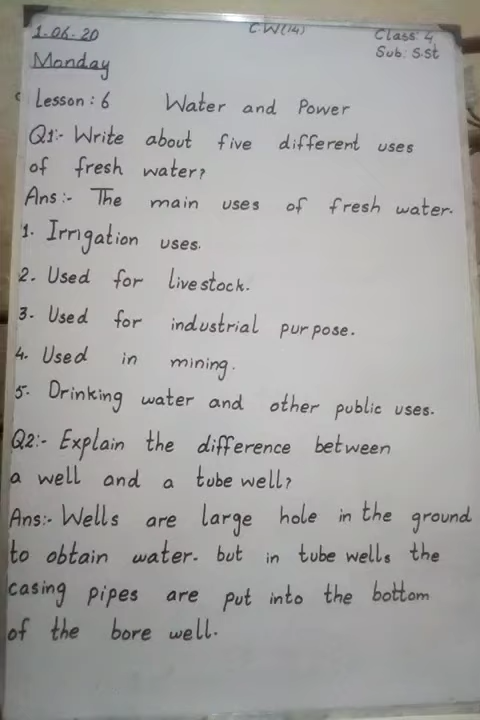 1.06.20 C.W(14) Class: 4
Monday Sub: S.St
Lesson: 6 Water and Power
Q1:- Write about five different uses
of fresh water?
Ans:- The main uses of fresh water.
1. Irrigation uses.
2. Used for livestock.
3. Used for industrial purpose.
4. Used in mining.
5. Drinking water and other public uses.
Q2:- Explain the difference between
a well and a tube well?
Ans:- Wells are large hole in the ground
to obtain water. but in tube wells the
casing pipes are put into the bottom
of the bore well.